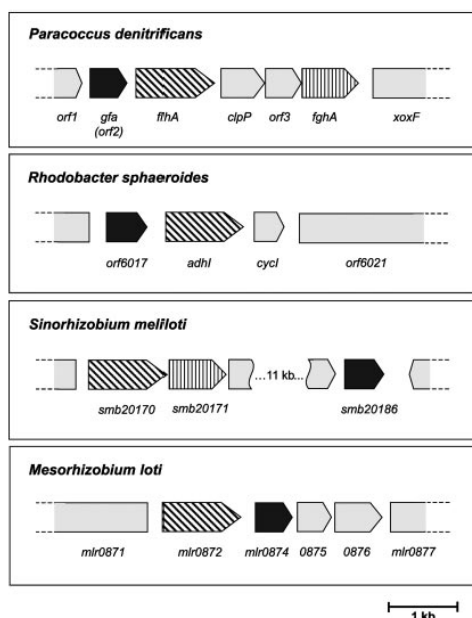 Paracoccus denitrificans
orf1 gfa flhA clpP orf3 fghA xoxF
(orf2)
Rhodobacter sphaeroides
orf6017 adhI cycI orf6021
Sinorhizobium meliloti
...11 kb...
smb20170 smb20171 smb20186
Mesorhizobium loti
mlr0871 mlr0872 mlr0874 0875 0876 mlr0877
1 kb